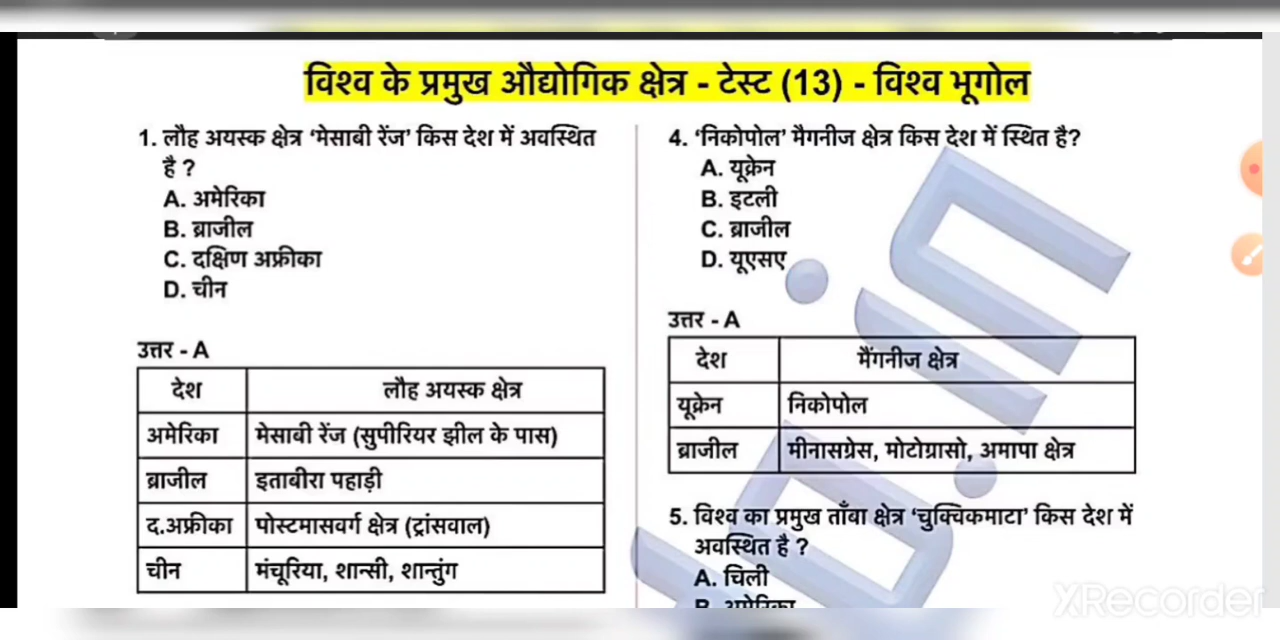 विश्व के प्रमुख औद्योगिक क्षेत्र - टेस्ट (13) - विश्व भूगोल
1. लौह अयस्क क्षेत्र ‘मेसाबी रेंज’ किस देश में अवस्थित
है ?
A. अमेरिका
B. ब्राजील
C. दक्षिण अफ्रीका
D. चीन
उत्तर - A
देश लौह अयस्क क्षेत्र
अमेरिका मेसाबी रेंज (सुपीरियर झील के पास)
ब्राजील इताबीरा पहाड़ी
द.अफ्रीका पोस्टमासवर्ग क्षेत्र (ट्रांसवाल)
चीन मंचूरिया, शान्सी, शान्तुंग
4. ‘निकोपोल’ मैगनीज क्षेत्र किस देश में स्थित है?
A. यूक्रेन
B. इटली
C. ब्राजील
D. यूएसए
उत्तर - A
देश मैंगनीज क्षेत्र
यूक्रेन निकोपोल
ब्राजील मीनासग्रेस, मोटोग्रासो, अमापा क्षेत्र
5. विश्व का प्रमुख ताँबा क्षेत्र ‘चुक्विकमाटा’ किस देश में
अवस्थित है ?
A. चिली
B. अमेरिका
XRecorder